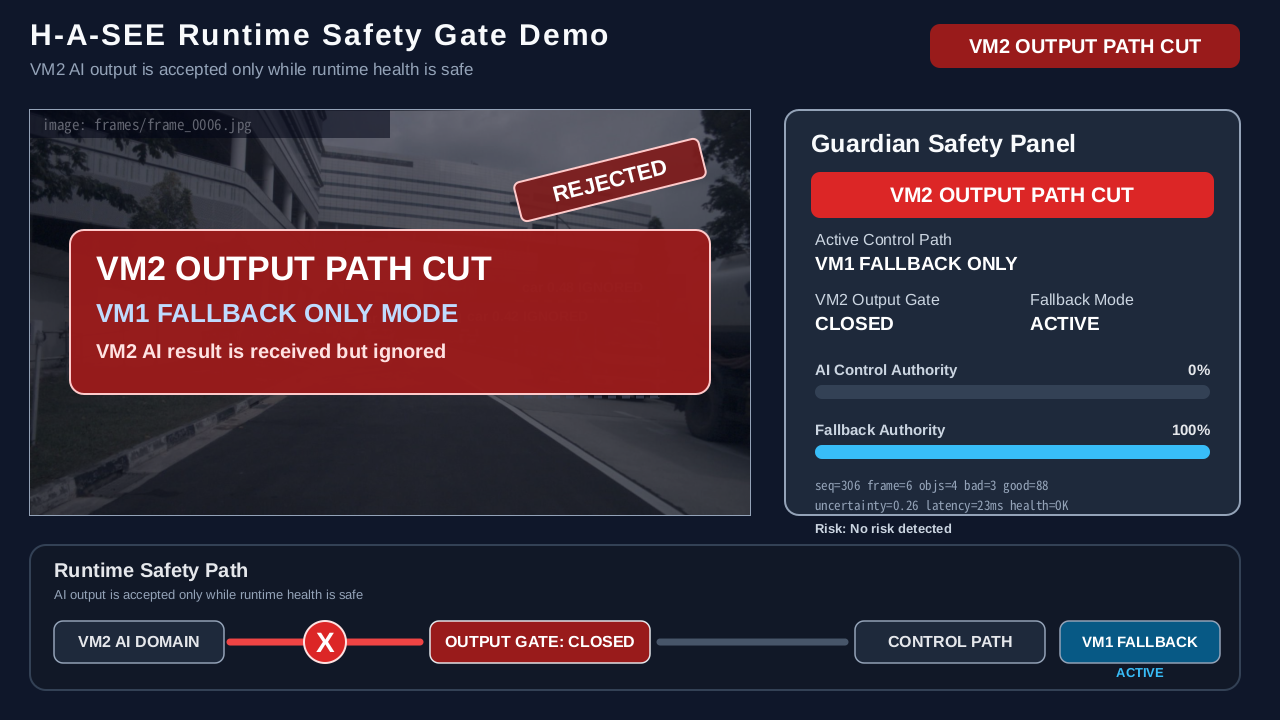 H-A-SEE Runtime Safety Gate Demo
VM2 AI output is accepted only while runtime health is safe
VM2 OUTPUT PATH CUT
image: frames/frame_0006.jpg
REJECTED
VM2 OUTPUT PATH CUT
VM1 FALLBACK ONLY MODE
VM2 AI result is received but ignored
Guardian Safety Panel
VM2 OUTPUT PATH CUT
Active Control Path
VM1 FALLBACK ONLY
VM2 Output Gate
CLOSED
Fallback Mode
ACTIVE
AI Control Authority 0%
Fallback Authority 100%
seq=306 frame=6 objs=4 bad=3 good=88
uncertainty=0.26 latency=23ms health=OK
Risk: No risk detected
Runtime Safety Path
AI output is accepted only while runtime health is safe
VM2 AI DOMAIN
X
OUTPUT GATE: CLOSED
CONTROL PATH
VM1 FALLBACK
ACTIVE